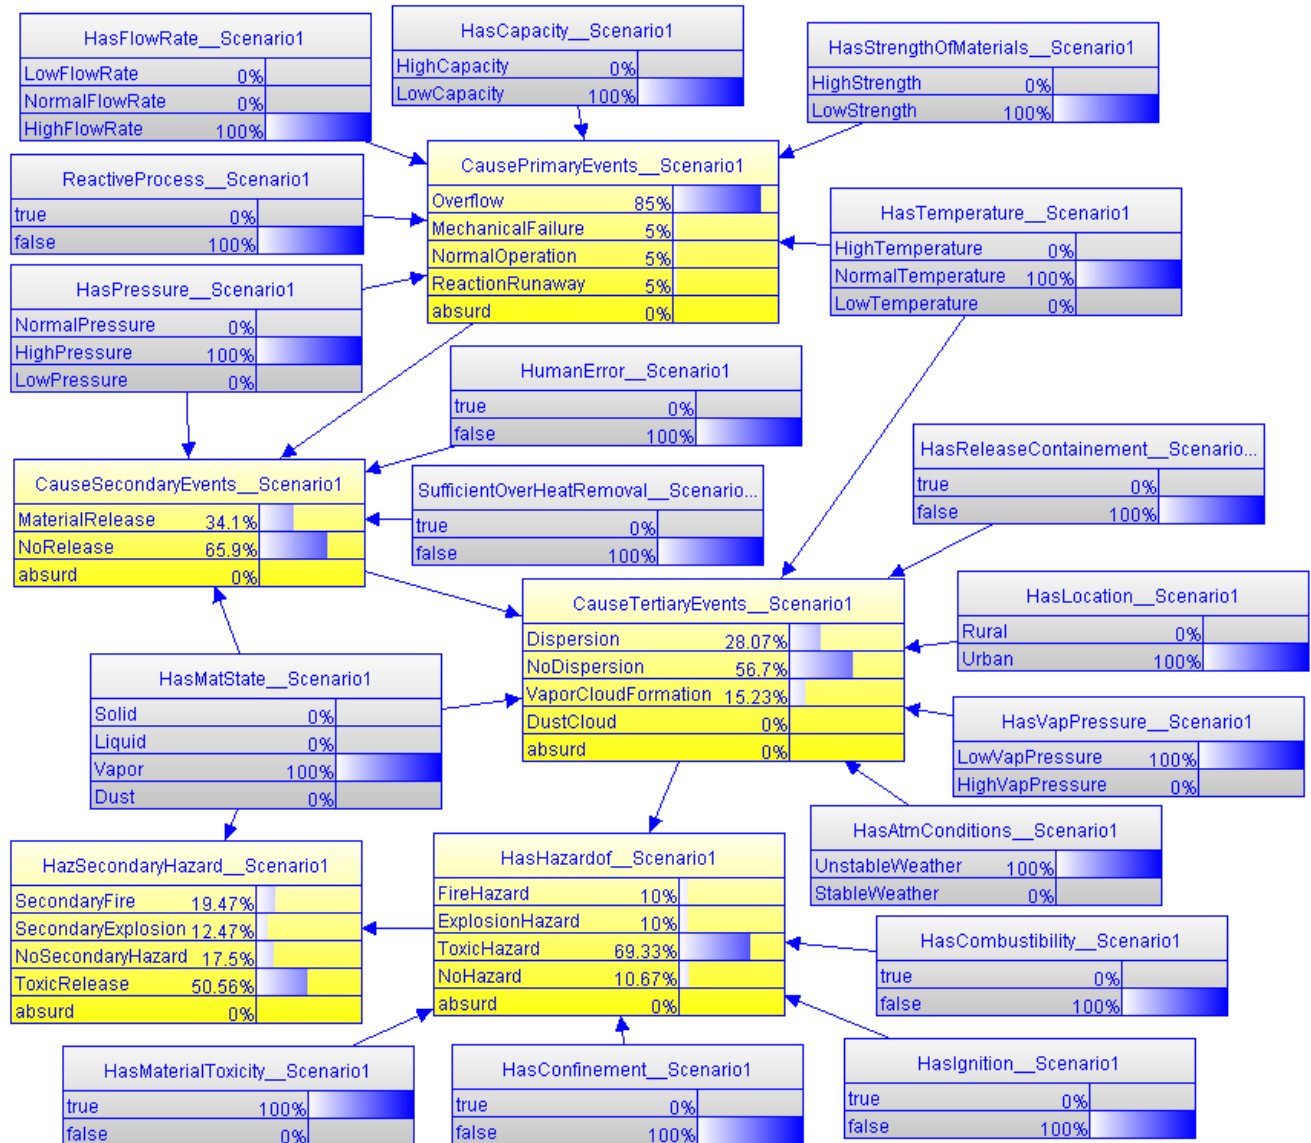 HasFlowRate__Scenario1
LowFlowRate 0%
NormalFlowRate 0%
HighFlowRate 100%
HasCapacity__Scenario1
HighCapacity 0%
LowCapacity 100%
HasStrengthOfMaterials__Scenario1
HighStrength 0%
LowStrength 100%
CausePrimaryEvents__Scenario1
Overflow 85%
MechanicalFailure 5%
NormalOperation 5%
ReactionRunaway 5%
absurd 0%
ReactiveProcess__Scenario1
true 0%
false 100%
HasTemperature__Scenario1
HighTemperature 0%
NormalTemperature 100%
LowTemperature 0%
HasPressure__Scenario1
NormalPressure 0%
HighPressure 100%
LowPressure 0%
HumanError__Scenario1
true 0%
false 100%
HasReleaseContainement__Scenario...
true 0%
false 100%
CauseSecondaryEvents__Scenario1
MaterialRelease 34.1%
NoRelease 65.9%
absurd 0%
SufficientOverHeatRemoval__Scenario...
true 0%
false 100%
CauseTertiaryEvents__Scenario1
Dispersion 28.07%
NoDispersion 56.7%
VaporCloudFormation 15.23%
DustCloud 0%
absurd 0%
HasLocation__Scenario1
Rural 0%
Urban 100%
HasMatState__Scenario1
Solid 0%
Liquid 0%
Vapor 100%
Dust 0%
HasVapPressure__Scenario1
LowVapPressure 100%
HighVapPressure 0%
HasAtmConditions__Scenario1
UnstableWeather 100%
StableWeather 0%
HazSecondaryHazard__Scenario1
SecondaryFire 19.47%
SecondaryExplosion 12.47%
NoSecondaryHazard 17.5%
ToxicRelease 50.56%
absurd 0%
HasHazardof__Scenario1
FireHazard 10%
ExplosionHazard 10%
ToxicHazard 69.33%
NoHazard 10.67%
absurd 0%
HasCombustibility__Scenario1
true 0%
false 100%
HasMaterialToxicity__Scenario1
true 100%
false 0%
HasConfinement__Scenario1
true 0%
false 100%
HasIgnition__Scenario1
true 0%
false 100%